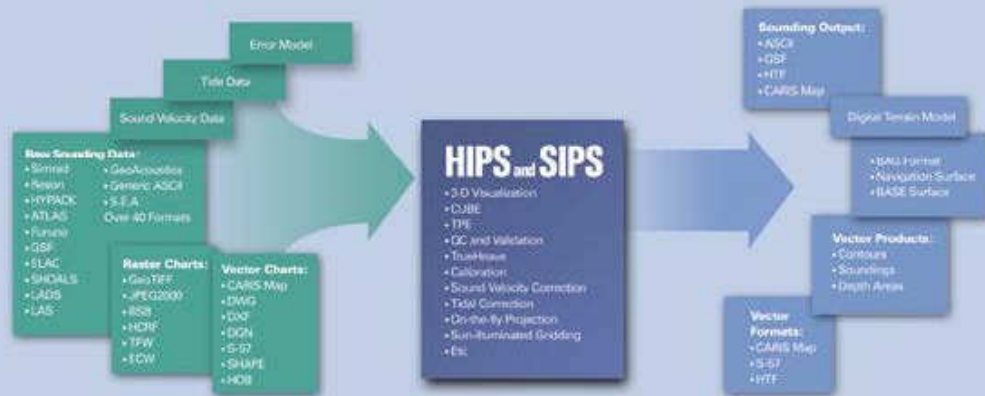 Error Model
Tide Data
Sound Velocity Data
Raw Sounding Data:
•Simrad
•Reson
•HYPACK
•ATLAS
•Furuno
•GSF
•ELAC
•SHOALS
•LADS
•LAS
•GeoAcoustics
•Generic ASCII
•S.E.A
Over 40 Formats
Raster Charts:
•GeoTIFF
•JPEG2000
•BSB
•HCRF
•TFW
•ECW
Vector Charts:
•CARIS Map
•DWG
•DXF
•DGN
•S-57
•SHAPE
•HOB
HIPS and SIPS
•3-D Visualization
•CUBE
•TPE
•QC and Validation
•TrueHeave
•Calibration
•Sound Velocity Correction
•Tidal Correction
•On-the-fly Projection
•Sun-illuminated Gridding
•Etc.
Sounding Output:
•ASCII
•GSF
•HTF
•CARIS Map
Digital Terrain Model
•BAG Format
•Navigation Surface
•BASE Surface
Vector Products:
•Contours
•Soundings
•Depth Areas
Vector
Formats:
•CARIS Map
•S-57
•HTF